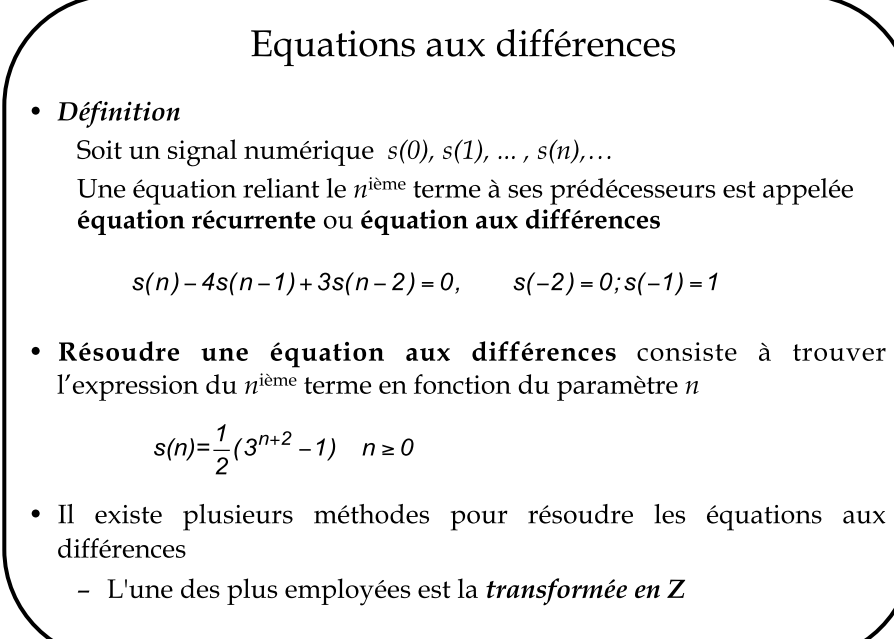 Equations aux différences
• Définition
Soit un signal numérique s(0), s(1), ... , s(n),…
Une équation reliant le nième terme à ses prédécesseurs est appelée
équation récurrente ou équation aux différences
s(n) – 4s(n – 1) + 3s(n – 2) = 0, s(–2) = 0; s(–1) = 1
• Résoudre une équation aux différences consiste à trouver
l’expression du nième terme en fonction du paramètre n
s(n)=1/2(3^{n+2} – 1) n ≥ 0
• Il existe plusieurs méthodes pour résoudre les équations aux
différences
– L'une des plus employées est la transformée en Z